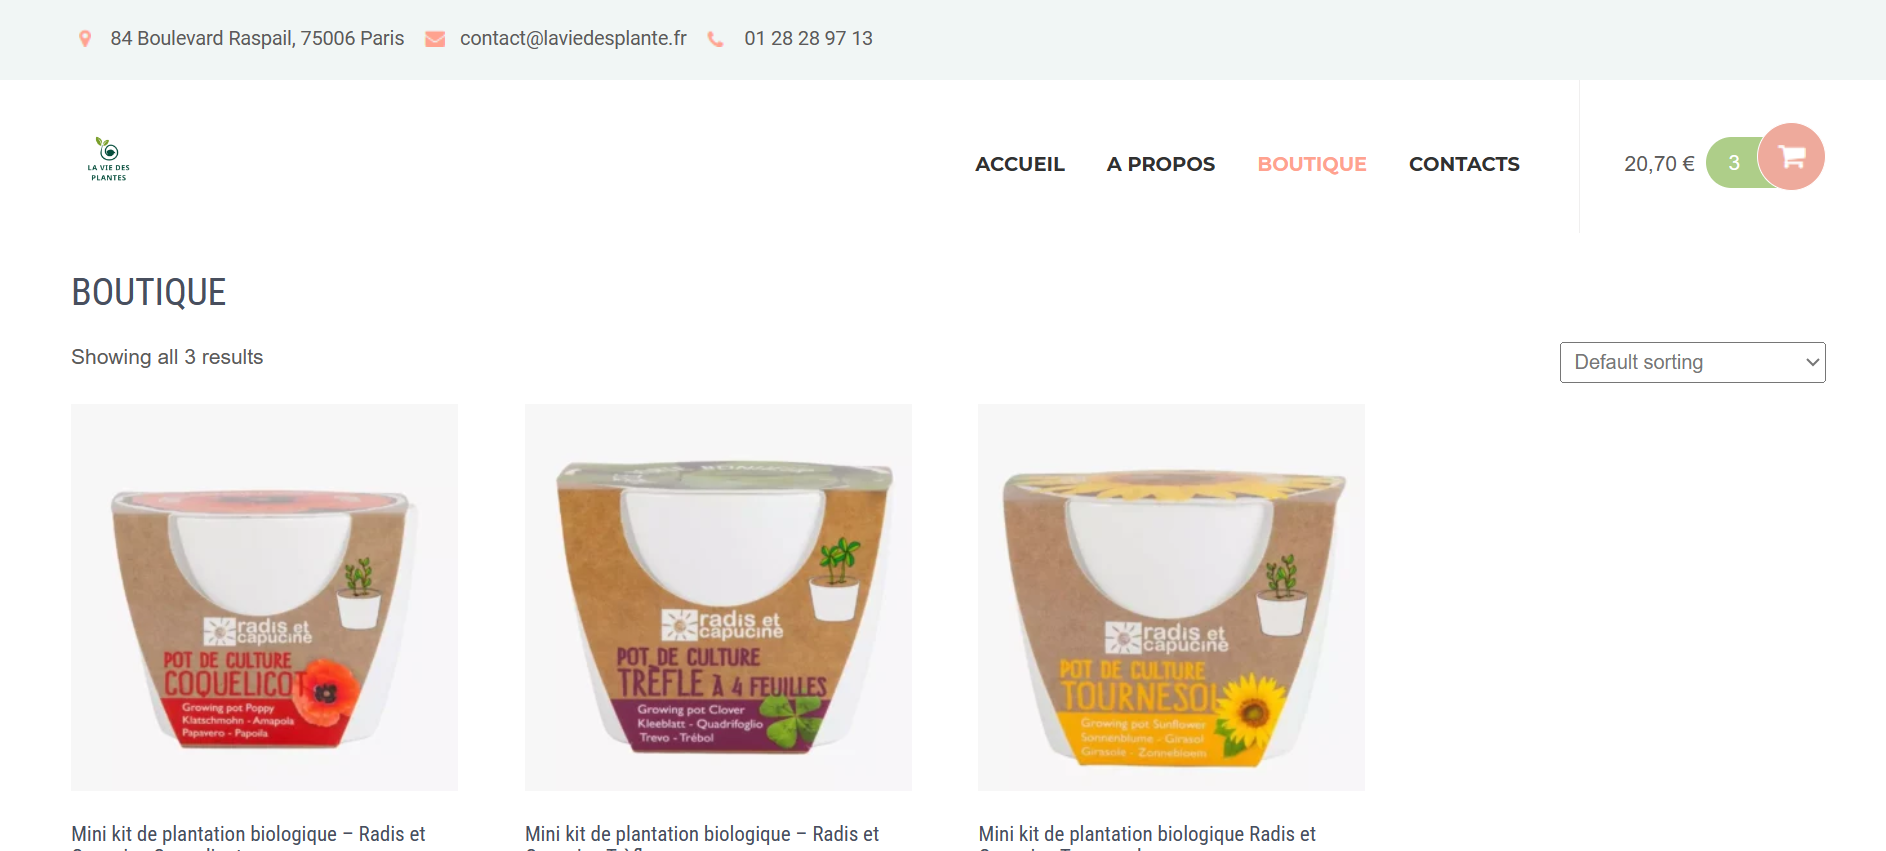 84 Boulevard Raspail, 75006 Paris contact@laviedesplante.fr 01 28 28 97 13
LA VIE DES
PLANTES
ACCUEIL A PROPOS BOUTIQUE CONTACTS 20,70 € 3
BOUTIQUE
Showing all 3 results
Default sorting
radis et
capucine
POT DE CULTURE
COQUELICOT
Growing pot Poppy
Klatschmohn - Amapola
Papavero - Papoila
radis et
capucine
POT DE CULTURE
TRÈFLE À 4 FEUILLES
Growing pot Clover
Kleeblatt - Quadrifoglio
Trevo - Trébol
radis et
capucine
POT DE CULTURE
TOURNESOL
Growing pot Sunflower
Sonnenblume - Girasol
Girasole - Zonnebloem
Mini kit de plantation biologique – Radis et
Mini kit de plantation biologique – Radis et
Mini kit de plantation biologique Radis et